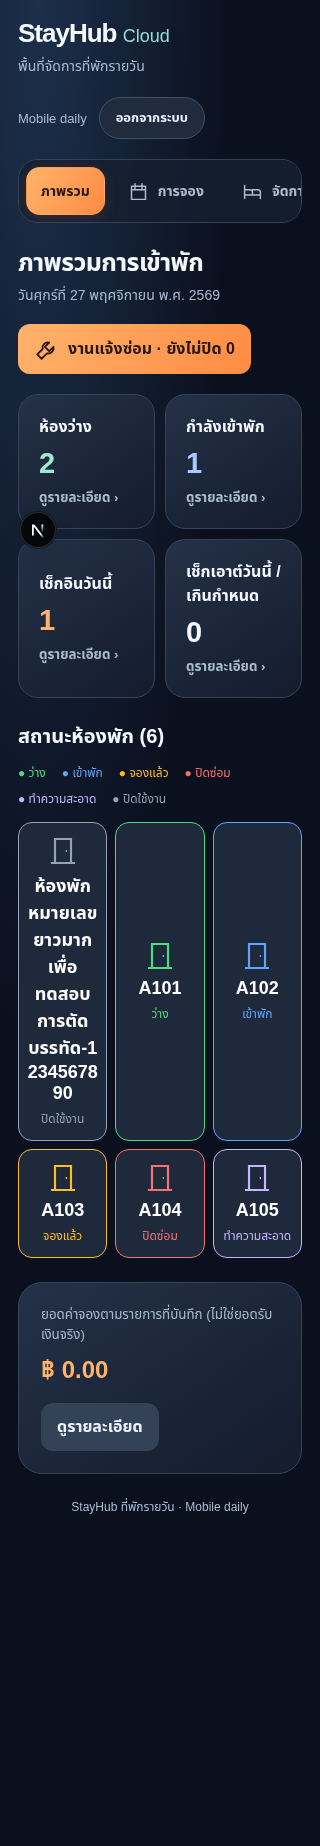 StayHub Cloud
พื้นที่จัดการที่พักรายวัน
Mobile daily ออกจากระบบ
ภาพรวม การจอง จัดกา
ภาพรวมการเข้าพัก
วันศุกร์ที่ 27 พฤศจิกายน พ.ศ. 2569
งานแจ้งซ่อม · ยังไม่ปิด 0
ห้องว่าง
2
ดูรายละเอียด ›
กำลังเข้าพัก
1
ดูรายละเอียด ›
N
เช็กอินวันนี้
1
ดูรายละเอียด ›
เช็กเอาต์วันนี้ /
เกินกำหนด
0
ดูรายละเอียด ›
สถานะห้องพัก (6)
● ว่าง ● เข้าพัก ● จองแล้ว ● ปิดซ่อม
● ทำความสะอาด ● ปิดใช้งาน
ห้องพัก
หมายเลข
ยาวมาก
เพื่อ
ทดสอบ
การตัด
บรรทัด-1
2345678
90
ปิดใช้งาน
A101
ว่าง
A102
เข้าพัก
A103
จองแล้ว
A104
ปิดซ่อม
A105
ทำความสะอาด
ยอดค่าจองตามรายการที่บันทึก (ไม่ใช่ยอดรับ
เงินจริง)
฿ 0.00
ดูรายละเอียด
StayHub ที่พักรายวัน · Mobile daily